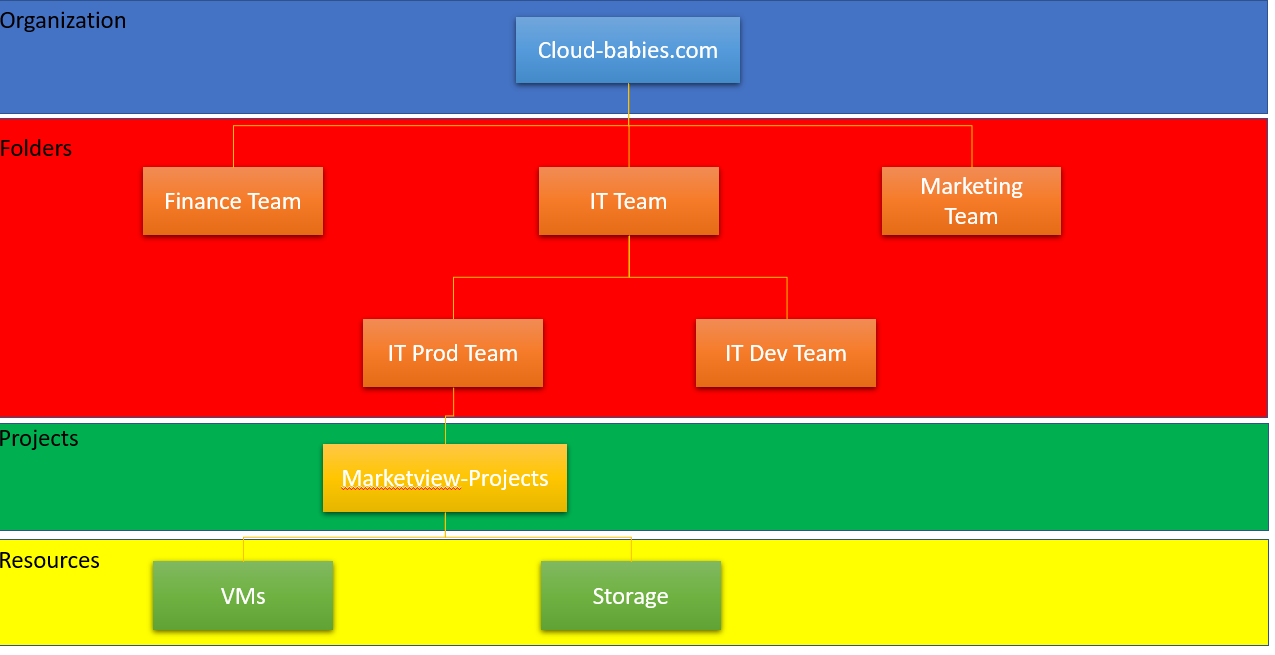 Organization
Cloud-babies.com
Folders
Finance Team
IT Team
Marketing
Team
IT Prod Team
IT Dev Team
Projects
Marketview-Projects
Resources
VMs
Storage